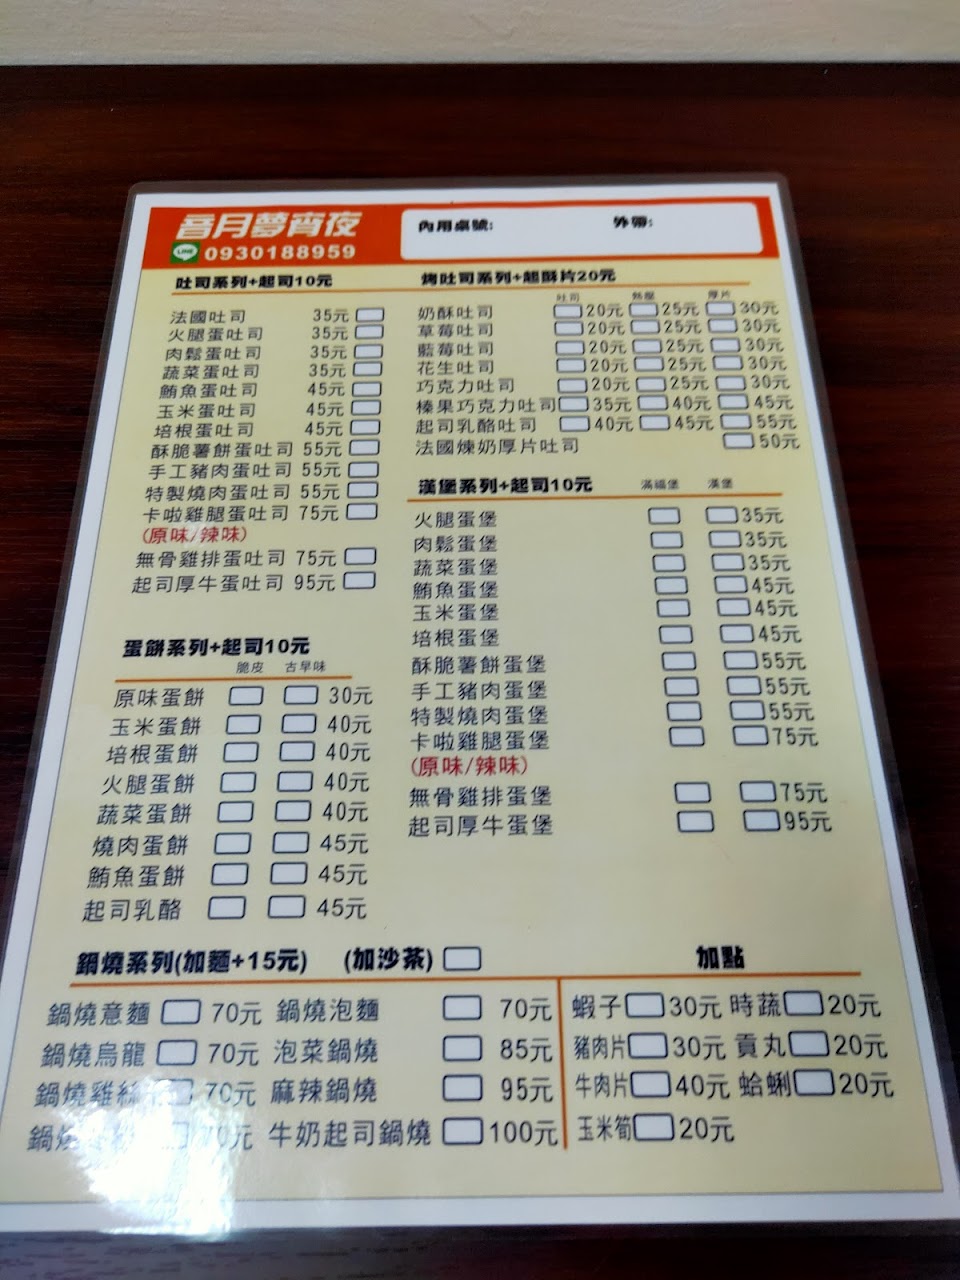 音月夢宵夜
LINE 0930188959
內用桌號: 外帶:
吐司系列+起司10元
法國吐司 35元
火腿蛋吐司 35元
肉鬆蛋吐司 35元
蔬菜蛋吐司 35元
鮪魚蛋吐司 45元
玉米蛋吐司 45元
培根蛋吐司 45元
酥脆薯餅蛋吐司 55元
手工豬肉蛋吐司 55元
特製燒肉蛋吐司 55元
卡啦雞腿蛋吐司 75元
(原味/辣味)
無骨雞排蛋吐司 75元
起司厚牛蛋吐司 95元
蛋餅系列+起司10元
脆皮 古早味
原味蛋餅 30元
玉米蛋餅 40元
培根蛋餅 40元
火腿蛋餅 40元
蔬菜蛋餅 40元
燒肉蛋餅 45元
鮪魚蛋餅 45元
起司乳酪 45元
烤吐司系列+起酥片20元
吐司 熱壓 厚片
奶酥吐司 20元 25元 30元
草莓吐司 20元 25元 30元
藍莓吐司 20元 25元 30元
花生吐司 20元 25元 30元
巧克力吐司 20元 25元 30元
榛果巧克力吐司 35元 40元 45元
起司乳酪吐司 40元 45元 55元
法國煉奶厚片吐司 50元
漢堡系列+起司10元 滿福堡 漢堡
火腿蛋堡 35元
肉鬆蛋堡 35元
蔬菜蛋堡 35元
鮪魚蛋堡 45元
玉米蛋堡 45元
培根蛋堡 45元
酥脆薯餅蛋堡 55元
手工豬肉蛋堡 55元
特製燒肉蛋堡 55元
卡啦雞腿蛋堡 75元
(原味/辣味)
無骨雞排蛋堡 75元
起司厚牛蛋堡 95元
鍋燒系列(加麵+15元) (加沙茶)
鍋燒意麵 70元 鍋燒泡麵 70元
鍋燒烏龍 70元 泡菜鍋燒 85元
鍋燒雞絲 70元 麻辣鍋燒 95元
鍋燒 70元 牛奶起司鍋燒 100元
加點
蝦子 30元 時蔬 20元
豬肉片 30元 貢丸 20元
牛肉片 40元 蛤蜊 20元
玉米筍 20元